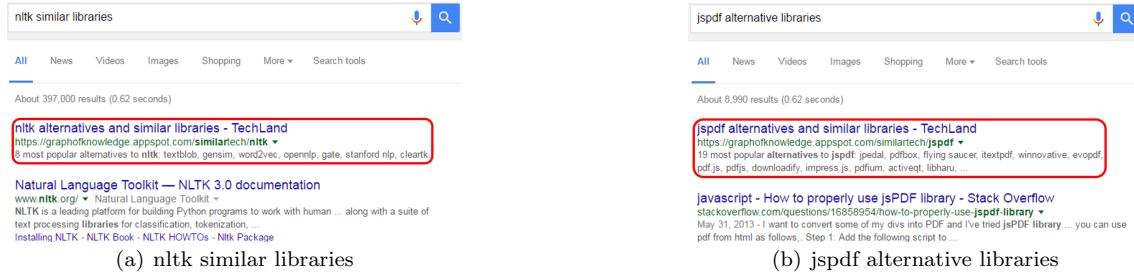 nltk similar libraries
All News Videos Images Shopping More ▾ Search tools
About 397,000 results (0.62 seconds)
nltk alternatives and similar libraries - TechLand
https://graphofknowledge.appspot.com/similartech/nltk ▾
8 most popular alternatives to nltk: textblob, gensim, word2vec, opennlp, gate, stanford nlp, cleartk.
Natural Language Toolkit — NLTK 3.0 documentation
www.nltk.org/ ▾ Natural Language Toolkit ▾
NLTK is a leading platform for building Python programs to work with human ... along with a suite of
text processing libraries for classification, tokenization, ...
Installing NLTK - NLTK Book - NLTK HOWTOs - Nltk Package
(a) nltk similar libraries
jspdf alternative libraries
All News Videos Images Shopping More ▾ Search tools
About 8,990 results (0.62 seconds)
jspdf alternatives and similar libraries - TechLand
https://graphofknowledge.appspot.com/similartech/jspdf ▾
19 most popular alternatives to jspdf: jpedal, pdfbox, flying saucer, itextpdf, winnovative, evopdf,
pdf.js, pdfjs, downloadify, impress.js, pdfium, activeqt, libharu, ...
javascript - How to properly use jsPDF library - Stack Overflow
stackoverflow.com/questions/16858954/how-to-properly-use-jspdf-library ▾
May 31, 2013 - I want to convert some of my divs into PDF and I've tried jsPDF library ... you can use
pdf from html as follows,. Step 1: Add the following script to ...
(b) jspdf alternative libraries